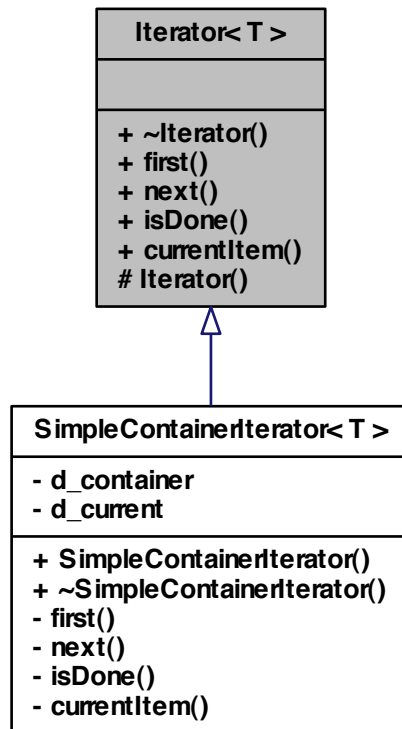 Iterator< T >
+ ~Iterator()
+ first()
+ next()
+ isDone()
+ currentItem()
# Iterator()
SimpleContainerIterator< T >
- d_container
- d_current
+ SimpleContainerIterator()
+ ~SimpleContainerIterator()
- first()
- next()
- isDone()
- currentItem()